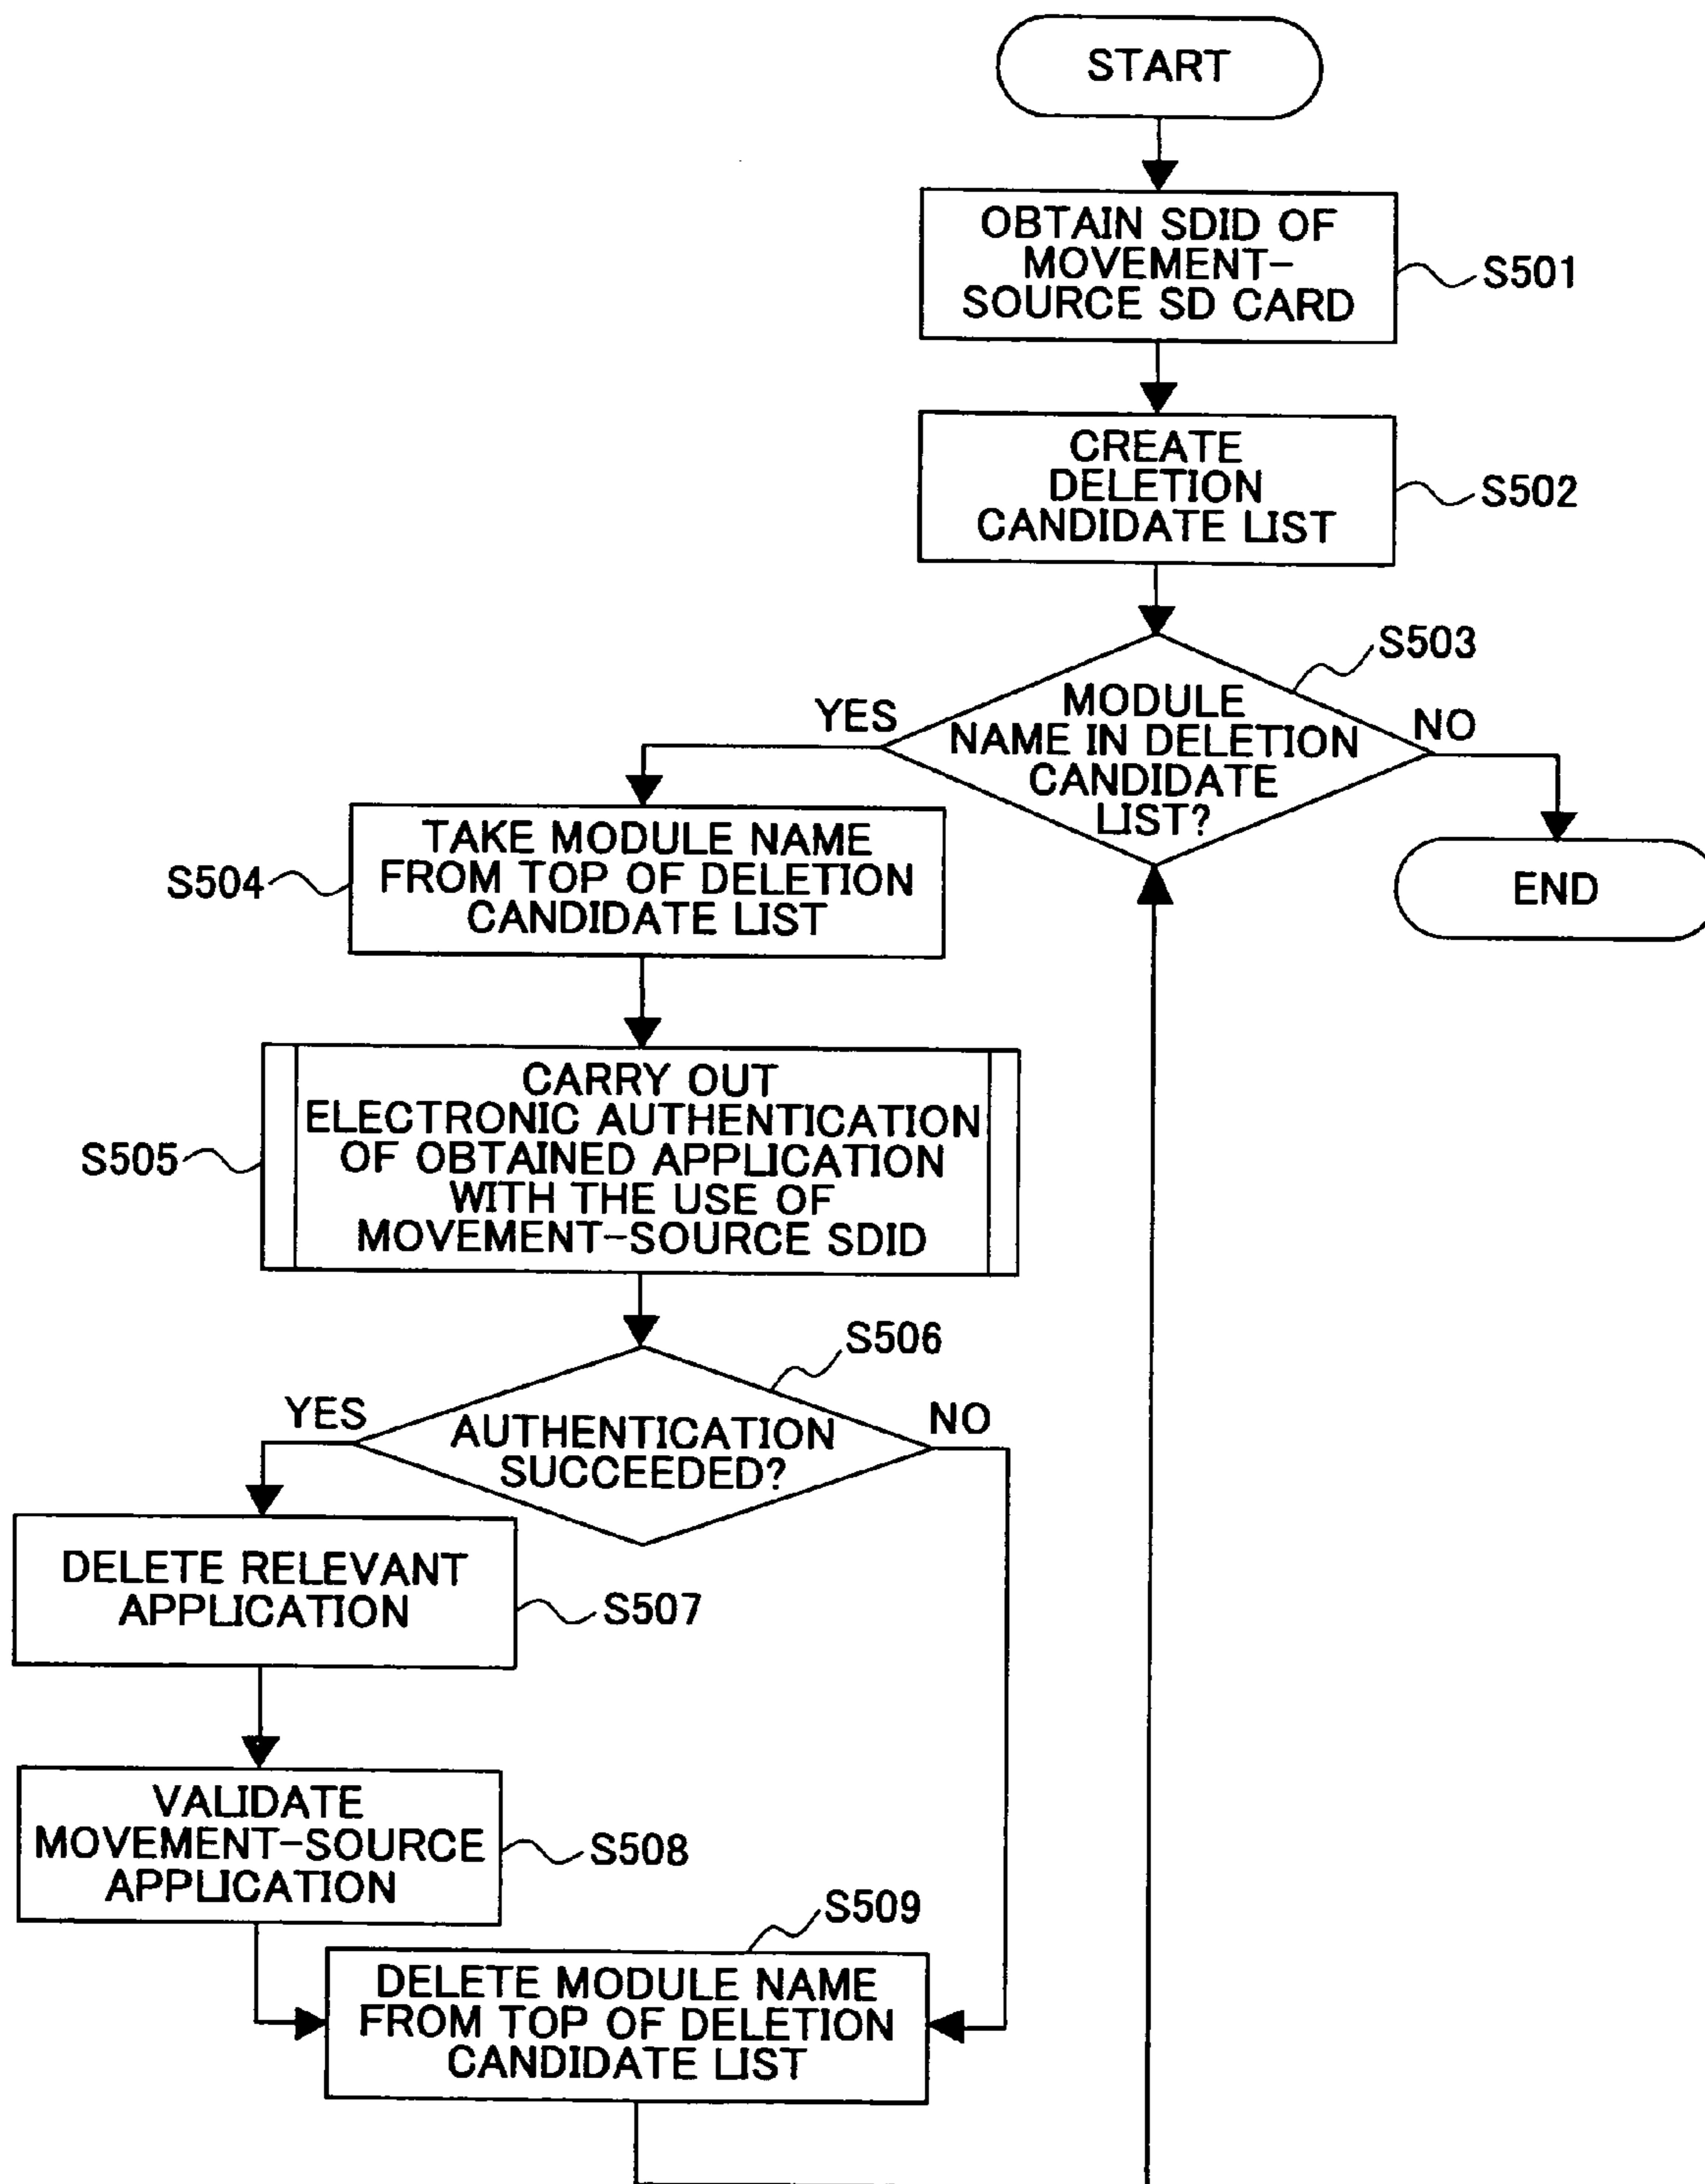 START
OBTAIN SDID OF
MOVEMENT-
SOURCE SD CARD
S501
CREATE
DELETION
CANDIDATE LIST
S502
S503
MODULE
NAME IN DELETION
CANDIDATE
LIST?
YES
NO
END
TAKE MODULE NAME
FROM TOP OF DELETION
CANDIDATE LIST
S504
CARRY OUT
ELECTRONIC AUTHENTICATION
OF OBTAINED APPLICATION
WITH THE USE OF
MOVEMENT-SOURCE SDID
S505
S506
AUTHENTICATION
SUCCEEDED?
YES
NO
DELETE RELEVANT
APPLICATION
S507
VALIDATE
MOVEMENT-SOURCE
APPLICATION
S508
S509
DELETE MODULE NAME
FROM TOP OF DELETION
CANDIDATE LIST